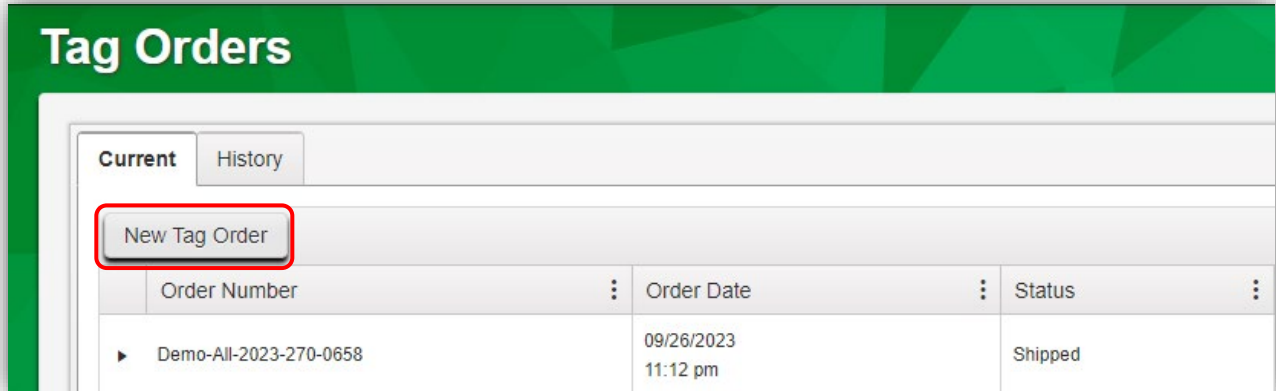 Tag Orders
Current History
New Tag Order
Order Number Order Date Status
Demo-All-2023-270-0658 09/26/2023 Shipped
11:12 pm